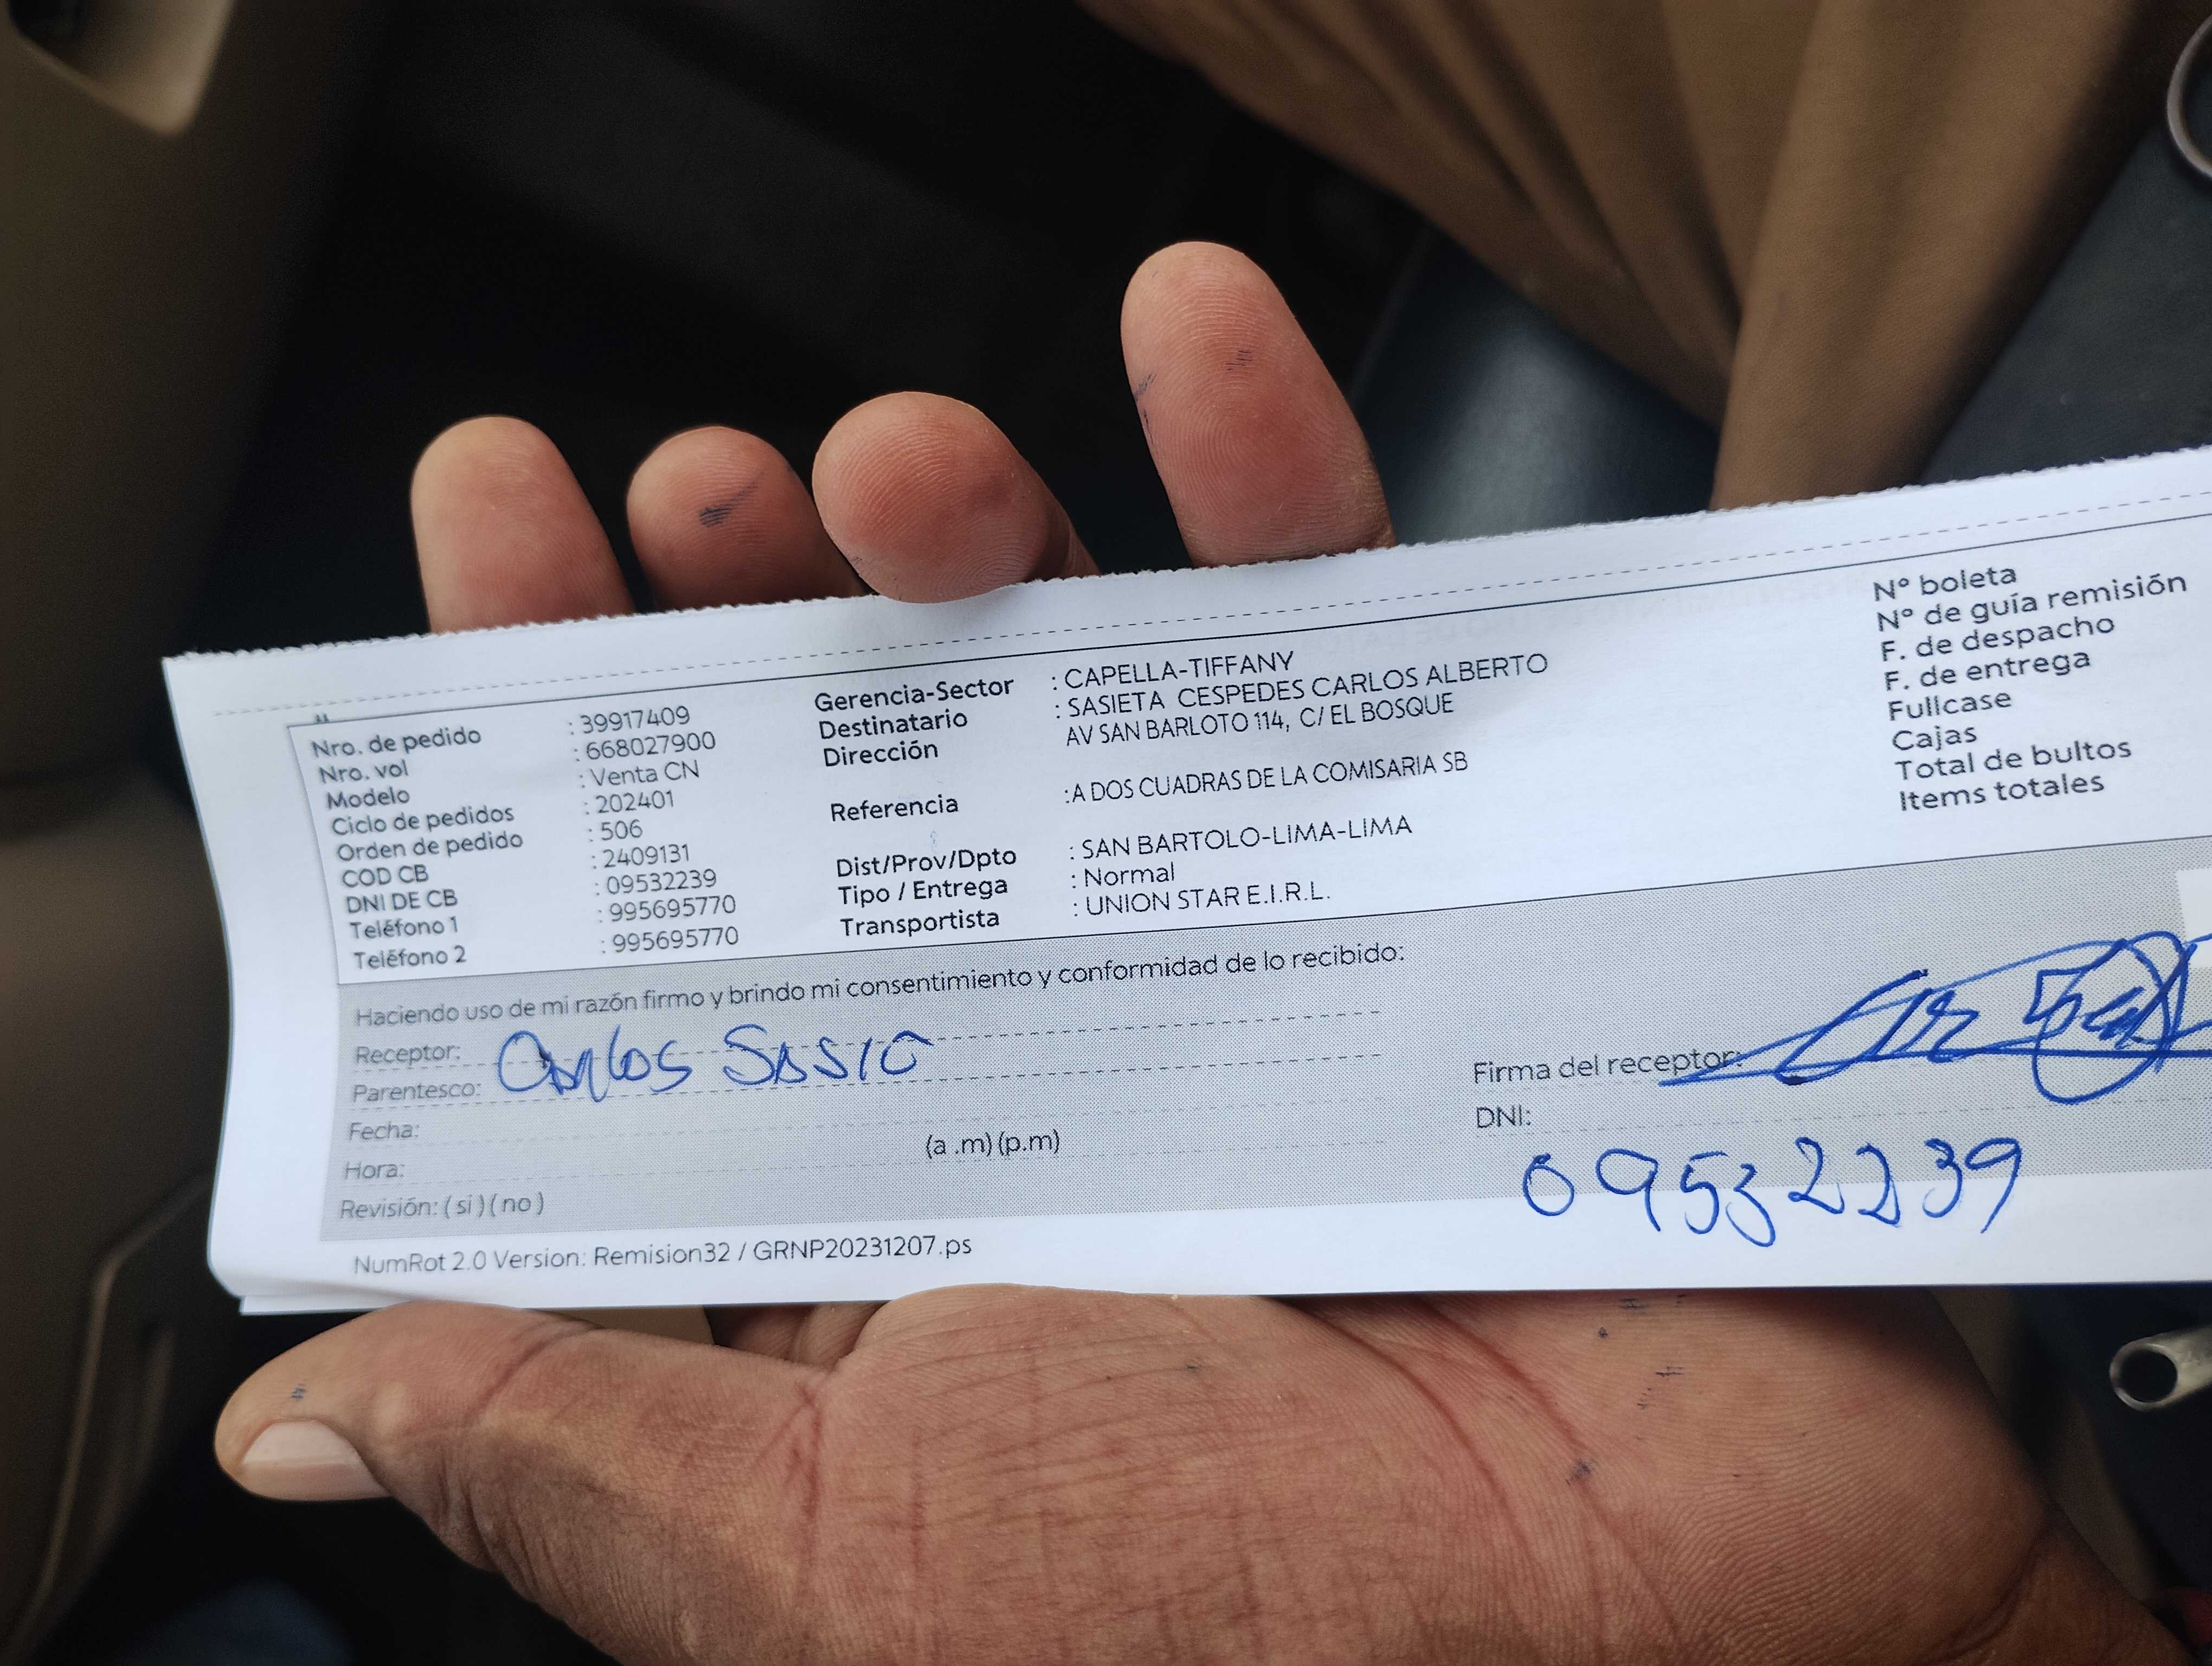 Nro. de pedido : 39917409
Nro. vol : 668027900
Modelo : Venta CN
Ciclo de pedidos : 202401
Orden de pedido : 506
COD CB : 2409131
DNI DE CB : 09532239
Teléfono 1 : 995695770
Teléfono 2 : 995695770
Gerencia-Sector : CAPELLA-TIFFANY
Destinatario : SASIETA CESPEDES CARLOS ALBERTO
Dirección AV SAN BARLOTO 114, C/ EL BOSQUE
Referencia :A DOS CUADRAS DE LA COMISARIA SB
Dist/Prov/Dpto : SAN BARTOLO-LIMA-LIMA
Tipo / Entrega : Normal
Transportista : UNION STAR E.I.R.L.
N° boleta
N° de guía remisión
F. de despacho
F. de entrega
Fullcase
Cajas
Total de bultos
Items totales
Haciendo uso de mi razón firmo y brindo mi consentimiento y conformidad de lo recibido:
Receptor: Carlos
Parentesco:
Fecha:
Hora: (a .m) (p.m)
Revisión: ( si ) ( no )
Firma del receptor:
DNI:
09532239
NumRot 2.0 Version: Remision32 / GRNP20231207.ps